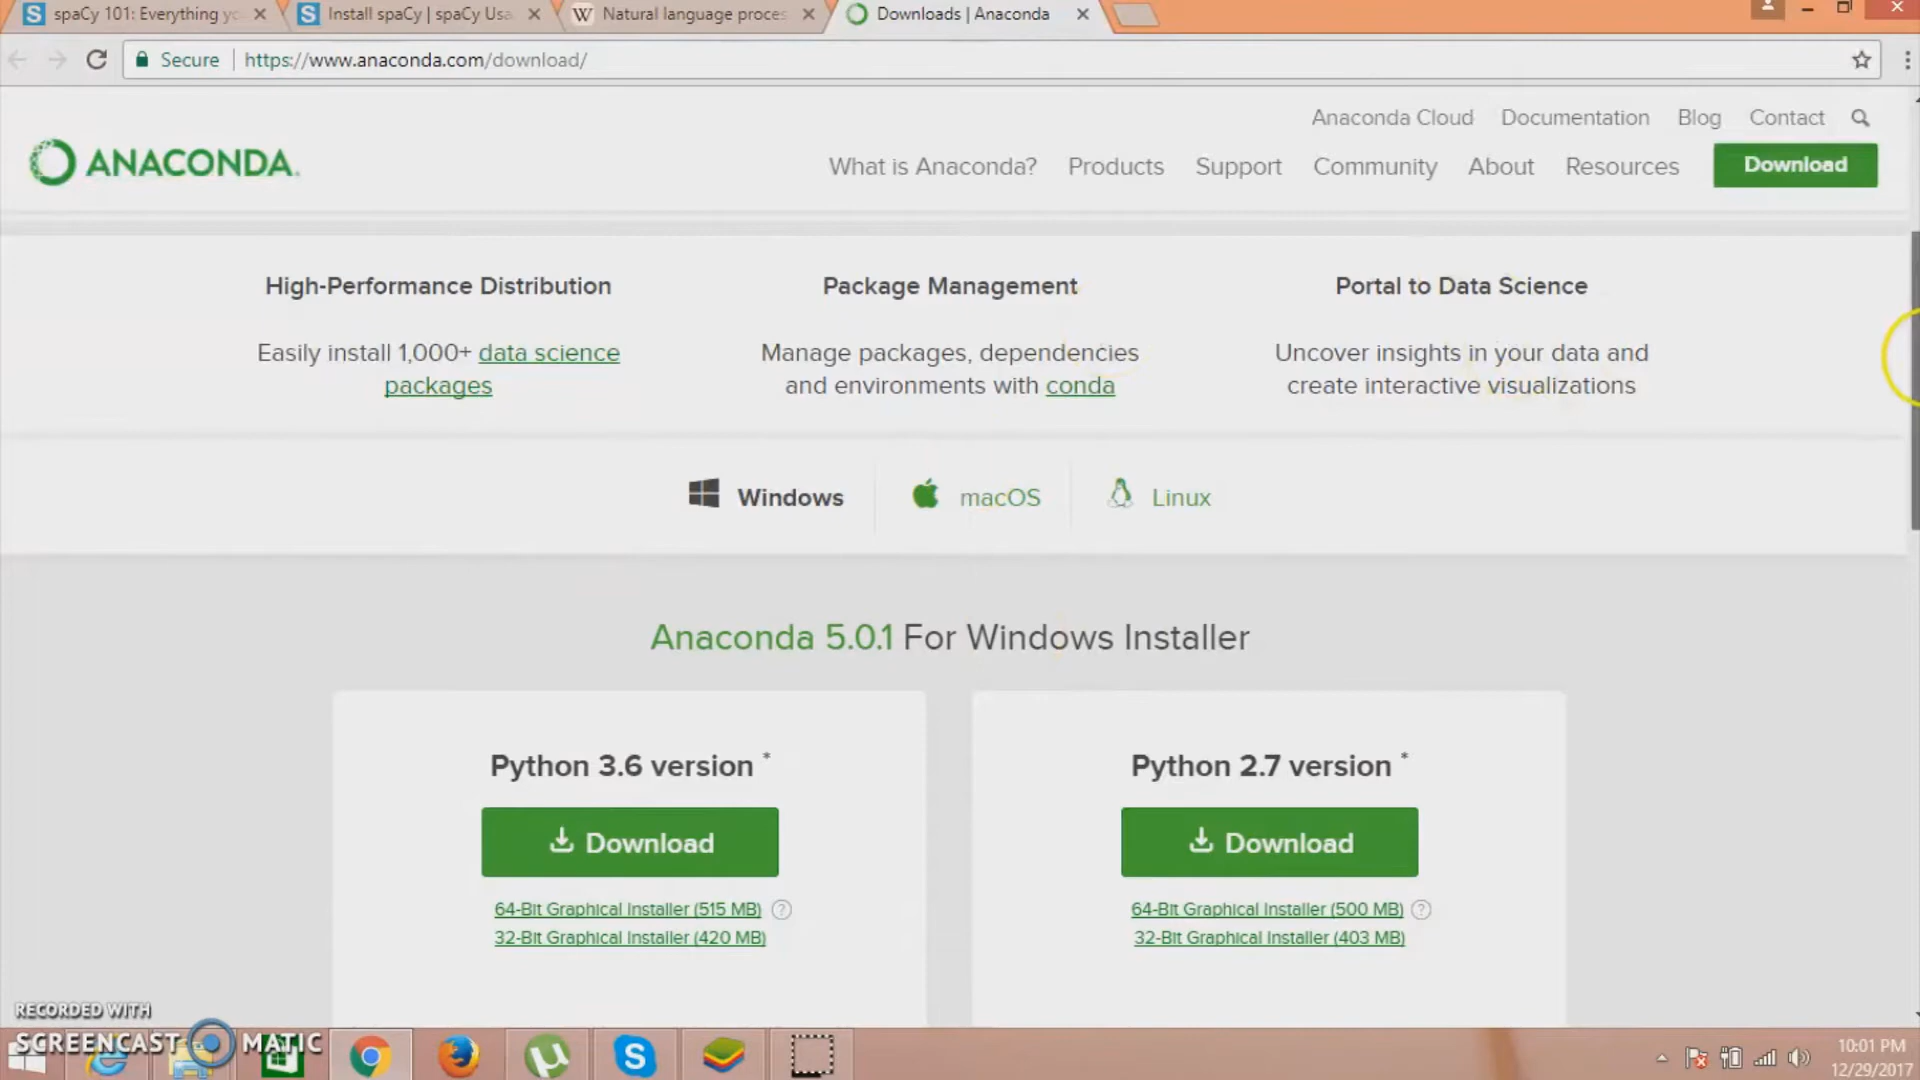 spaCy 101: Everything yo
Install spaCy | spaCy Usa
Natural language proces
Downloads | Anaconda
Secure
https://www.anaconda.com/download/
Anaconda Cloud
Documentation
Blog
Contact
ANACONDA.
What is Anaconda?
Products
Support
Community
About
Resources
Download
High-Performance Distribution
Easily install 1,000+ data science
packages
Package Management
Manage packages, dependencies
and environments with conda
Portal to Data Science
Uncover insights in your data and
create interactive visualizations
Windows
macOS
Linux
Anaconda 5.0.1 For Windows Installer
Python 3.6 version *
Download
64-Bit Graphical Installer (515 MB) ?
32-Bit Graphical Installer (420 MB)
Python 2.7 version *
Download
64-Bit Graphical Installer (500 MB) ?
32-Bit Graphical Installer (403 MB)
RECORDED WITH
SCREENCAST MATIC
10:01 PM
12/29/2017